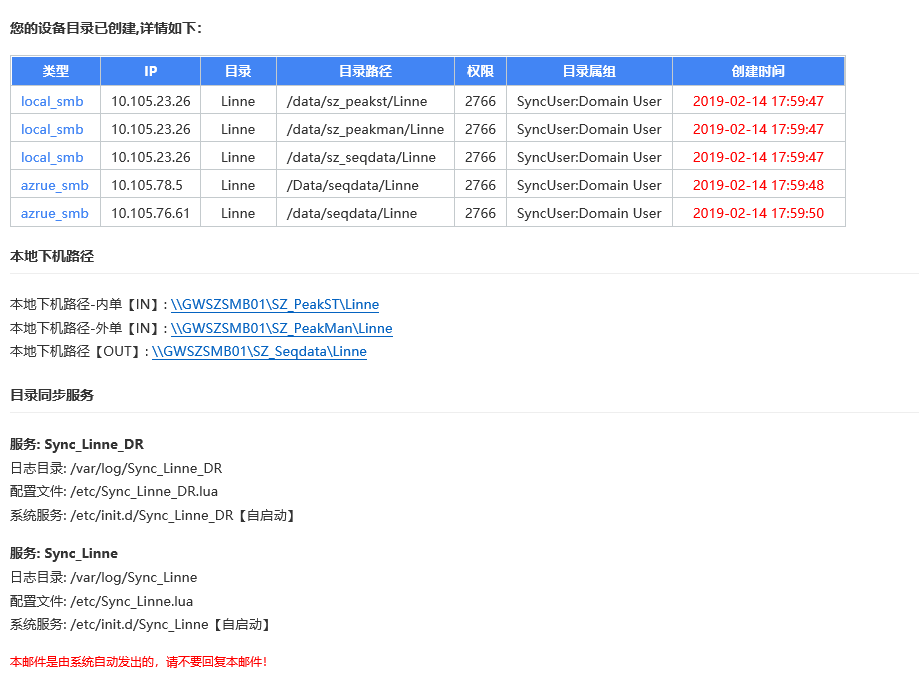 您的设备目录已创建,详情如下:
类型 IP 目录 目录路径 权限 目录属组 创建时间
local_smb 10.105.23.26 Linne /data/sz_peakst/Linne 2766 SyncUser:Domain User 2019-02-14 17:59:47
local_smb 10.105.23.26 Linne /data/sz_peakman/Linne 2766 SyncUser:Domain User 2019-02-14 17:59:47
local_smb 10.105.23.26 Linne /data/sz_seqdata/Linne 2766 SyncUser:Domain User 2019-02-14 17:59:47
azrue_smb 10.105.78.5 Linne /Data/seqdata/Linne 2766 SyncUser:Domain User 2019-02-14 17:59:48
azrue_smb 10.105.76.61 Linne /data/seqdata/Linne 2766 SyncUser:Domain User 2019-02-14 17:59:50
本地下机路径
本地下机路径-内单【IN】: \\GWSZSMB01\SZ_PeakST\Linne
本地下机路径-外单【IN】: \\GWSZSMB01\SZ_PeakMan\Linne
本地下机路径【OUT】: \\GWSZSMB01\SZ_Seqdata\Linne
目录同步服务
服务: Sync_Linne_DR
日志目录: /var/log/Sync_Linne_DR
配置文件: /etc/Sync_Linne_DR.lua
系统服务: /etc/init.d/Sync_Linne_DR【自启动】
服务: Sync_Linne
日志目录: /var/log/Sync_Linne
配置文件: /etc/Sync_Linne.lua
系统服务: /etc/init.d/Sync_Linne【自启动】
本邮件是由系统自动发出的，请不要回复本邮件!